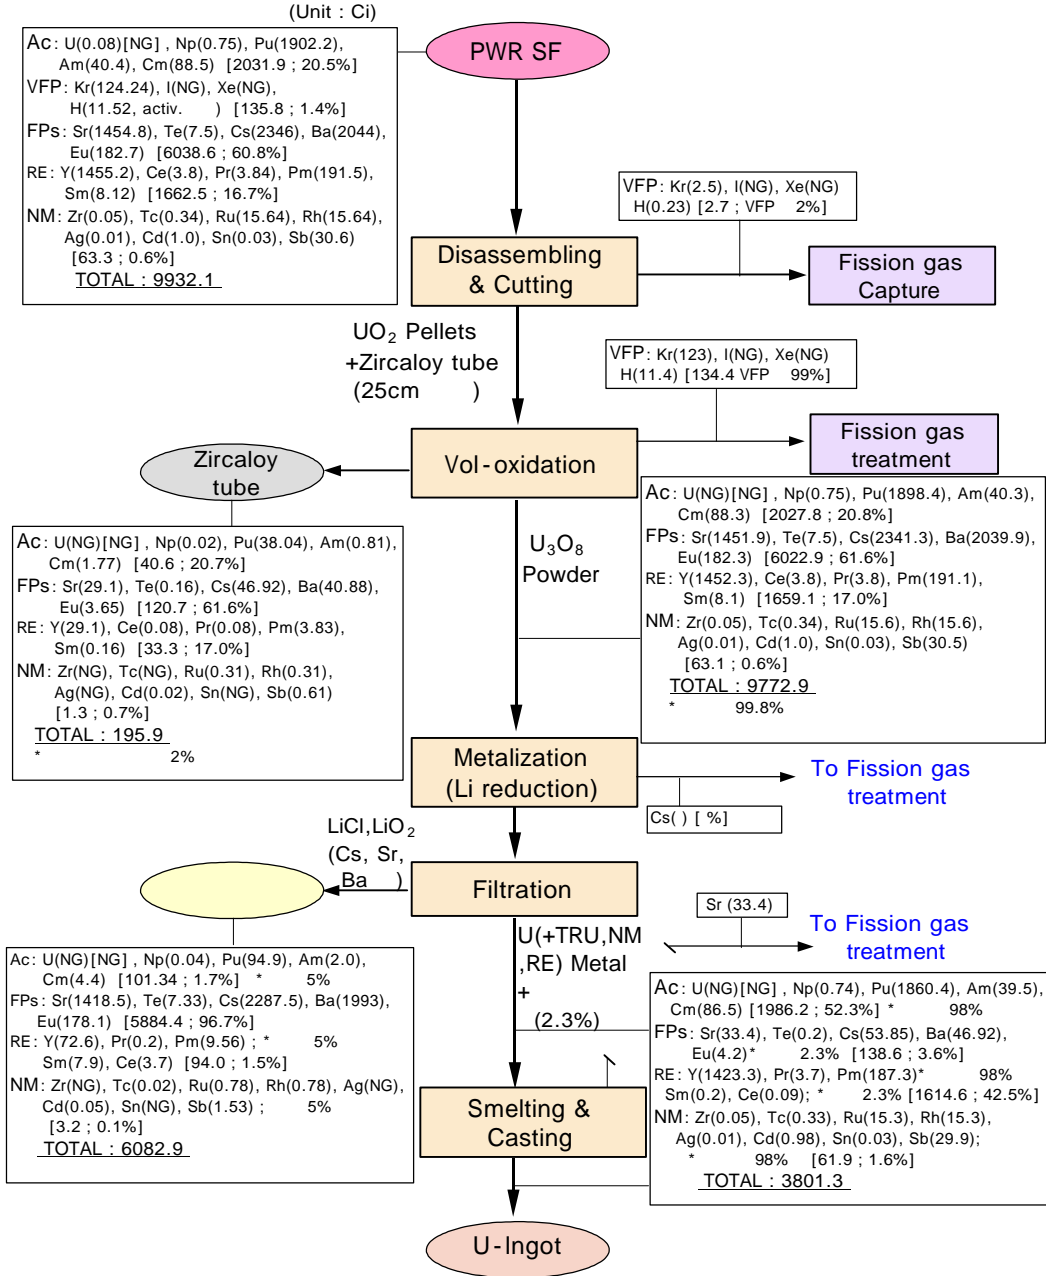 (Unit : Ci)
PWR SF
Ac: U(0.08)[NG] , Np(0.75), Pu(1902.2),
Am(40.4), Cm(88.5) [2031.9 ; 20.5%]
VFP: Kr(124.24), I(NG), Xe(NG),
H(11.52, activ. ) [135.8 ; 1.4%]
FPs: Sr(1454.8), Te(7.5), Cs(2346), Ba(2044),
Eu(182.7) [6038.6 ; 60.8%]
RE: Y(1455.2), Ce(3.8), Pr(3.84), Pm(191.5),
Sm(8.12) [1662.5 ; 16.7%]
NM: Zr(0.05), Tc(0.34), Ru(15.64), Rh(15.64),
Ag(0.01), Cd(1.0), Sn(0.03), Sb(30.6)
[63.3 ; 0.6%]
TOTAL : 9932.1
VFP: Kr(2.5), I(NG), Xe(NG)
H(0.23) [2.7 ; VFP 2%]
Disassembling
& Cutting
Fission gas
Capture
UO₂ Pellets
+Zircaloy tube
(25cm )
VFP: Kr(123), I(NG), Xe(NG)
H(11.4) [134.4 VFP 99%]
Fission gas
treatment
Vol-oxidation
Zircaloy
tube
Ac: U(NG)[NG] , Np(0.75), Pu(1898.4), Am(40.3),
Cm(88.3) [2027.8 ; 20.8%]
FPs: Sr(1451.9), Te(7.5), Cs(2341.3), Ba(2039.9),
Eu(182.3) [6022.9 ; 61.6%]
RE: Y(1452.3), Ce(3.8), Pr(3.8), Pm(191.1),
Sm(8.1) [1659.1 ; 17.0%]
NM: Zr(0.05), Tc(0.34), Ru(15.6), Rh(15.6),
Ag(0.01), Cd(1.0), Sn(0.03), Sb(30.5)
[63.1 ; 0.6%]
TOTAL : 9772.9
* 99.8%
Ac: U(NG)[NG] , Np(0.02), Pu(38.04), Am(0.81),
Cm(1.77) [40.6 ; 20.7%]
FPs: Sr(29.1), Te(0.16), Cs(46.92), Ba(40.88),
Eu(3.65) [120.7 ; 61.6%]
RE: Y(29.1), Ce(0.08), Pr(0.08), Pm(3.83),
Sm(0.16) [33.3 ; 17.0%]
NM: Zr(NG), Tc(NG), Ru(0.31), Rh(0.31),
Ag(NG), Cd(0.02), Sn(NG), Sb(0.61)
[1.3 ; 0.7%]
TOTAL : 195.9
* 2%
U₃O₈
Powder
Metalization
(Li reduction)
To Fission gas
treatment
Cs( ) [ %]
LiCl,LiO₂
(Cs, Sr,
Ba )
Filtration
Sr (33.4)
To Fission gas
treatment
U(+TRU,NM
,RE) Metal
+
(2.3%)
Ac: U(NG)[NG] , Np(0.04), Pu(94.9), Am(2.0),
Cm(4.4) [101.34 ; 1.7%] * 5%
FPs: Sr(1418.5), Te(7.33), Cs(2287.5), Ba(1993),
Eu(178.1) [5884.4 ; 96.7%]
RE: Y(72.6), Pr(0.2), Pm(9.56) ; * 5%
Sm(7.9), Ce(3.7) [94.0 ; 1.5%]
NM: Zr(NG), Tc(0.02), Ru(0.78), Rh(0.78), Ag(NG),
Cd(0.05), Sn(NG), Sb(1.53) ; 5%
[3.2 ; 0.1%]
TOTAL : 6082.9
Ac: U(NG)[NG] , Np(0.74), Pu(1860.4), Am(39.5),
Cm(86.5) [1986.2 ; 52.3%] * 98%
FPs: Sr(33.4), Te(0.2), Cs(53.85), Ba(46.92),
Eu(4.2)* 2.3% [138.6 ; 3.6%]
RE: Y(1423.3), Pr(3.7), Pm(187.3)* 98%
Sm(0.2), Ce(0.09); * 2.3% [1614.6 ; 42.5%]
NM: Zr(0.05), Tc(0.33), Ru(15.3), Rh(15.3),
Ag(0.01), Cd(0.98), Sn(0.03), Sb(29.9);
* 98% [61.9 ; 1.6%]
TOTAL : 3801.3
Smelting &
Casting
U-Ingot